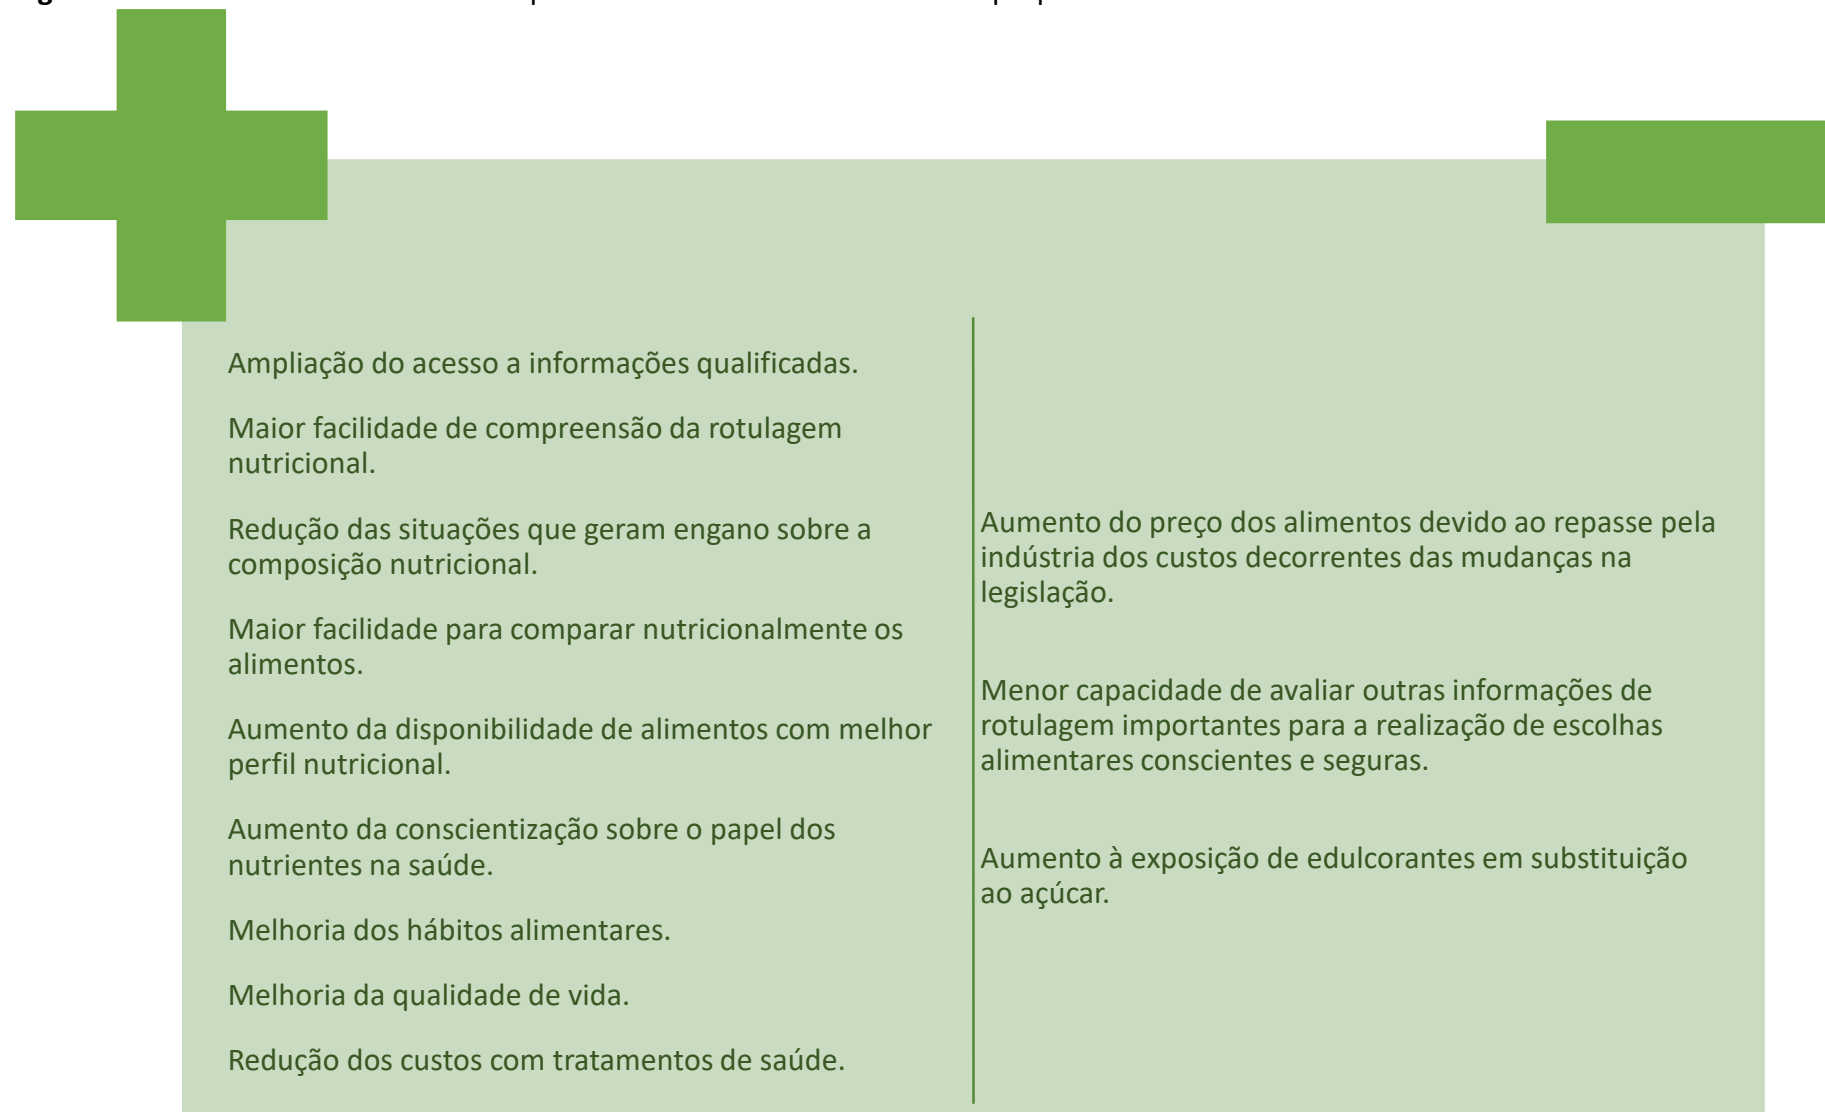 Ampliação do acesso a informações qualificadas.
Maior facilidade de compreensão da rotulagem
nutricional.
Redução das situações que geram engano sobre a
composição nutricional.
Maior facilidade para comparar nutricionalmente os
alimentos.
Aumento da disponibilidade de alimentos com melhor
perfil nutricional.
Aumento da conscientização sobre o papel dos
nutrientes na saúde.
Melhoria dos hábitos alimentares.
Melhoria da qualidade de vida.
Redução dos custos com tratamentos de saúde.
Aumento do preço dos alimentos devido ao repasse pela
indústria dos custos decorrentes das mudanças na
legislação.
Menor capacidade de avaliar outras informações de
rotulagem importantes para a realização de escolhas
alimentares conscientes e seguras.
Aumento à exposição de edulcorantes em substituição
ao açúcar.